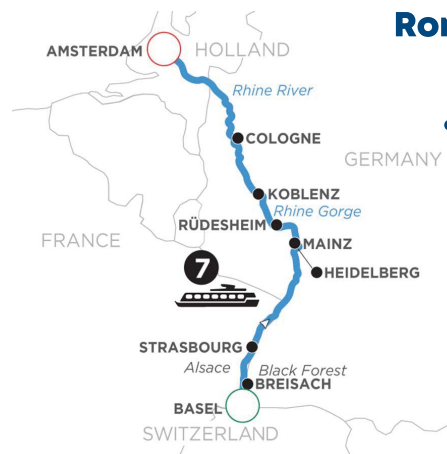 Ror
AMSTERDAM
HOLLAND
Rhine River
COLOGNE
GERMANY
KOBLENZ
Rhine Gorge
RÜDESHEIM
FRANCE
MAINZ
7
HEIDELBERG
STRASBOURG
Alsace
Black Forest
BREISACH
BASEL
SWITZERLAND